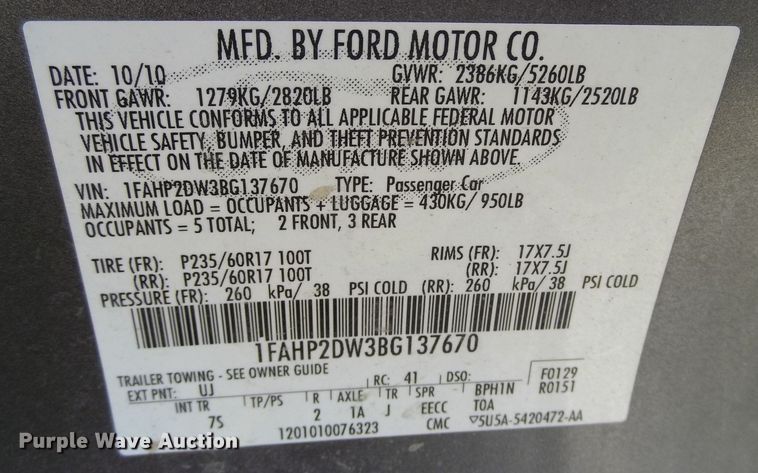 MFD. BY FORD MOTOR CO.
DATE: 10/10 GVWR: 2386KG/5260LB
FRONT GAWR: 1279KG/2820LB REAR GAWR: 1143KG/2520LB
THIS VEHICLE CONFORMS TO ALL APPLICABLE FEDERAL MOTOR
VEHICLE SAFETY, BUMPER, AND THEFT PREVENTION STANDARDS
IN EFFECT ON THE DATE OF MANUFACTURE SHOWN ABOVE.
VIN: 1FAHP2DW3BG137670 TYPE: Passenger Car
MAXIMUM LOAD = OCCUPANTS + LUGGAGE = 430KG/ 950LB
OCCUPANTS = 5 TOTAL; 2 FRONT, 3 REAR
TIRE (FR): P235/60R17 100T RIMS (FR): 17X7.5J
(RR): P235/60R17 100T (RR): 17X7.5J
PRESSURE (FR): 260 kPa/ 38 PSI COLD (RR): 260 kPa/ 38 PSI COLD
1FAHP2DW3BG137670
TRAILER TOWING - SEE OWNER GUIDE
EXT PNT: UJ RC: 41 DSO: F0129
R0151
INT TR TP/PS R AXLE TR SPR BPH1N
7S 2 1A J EECC TOA
1201010076323 CMC ▽5U5A-5420472-AA
Purple Wave Auction